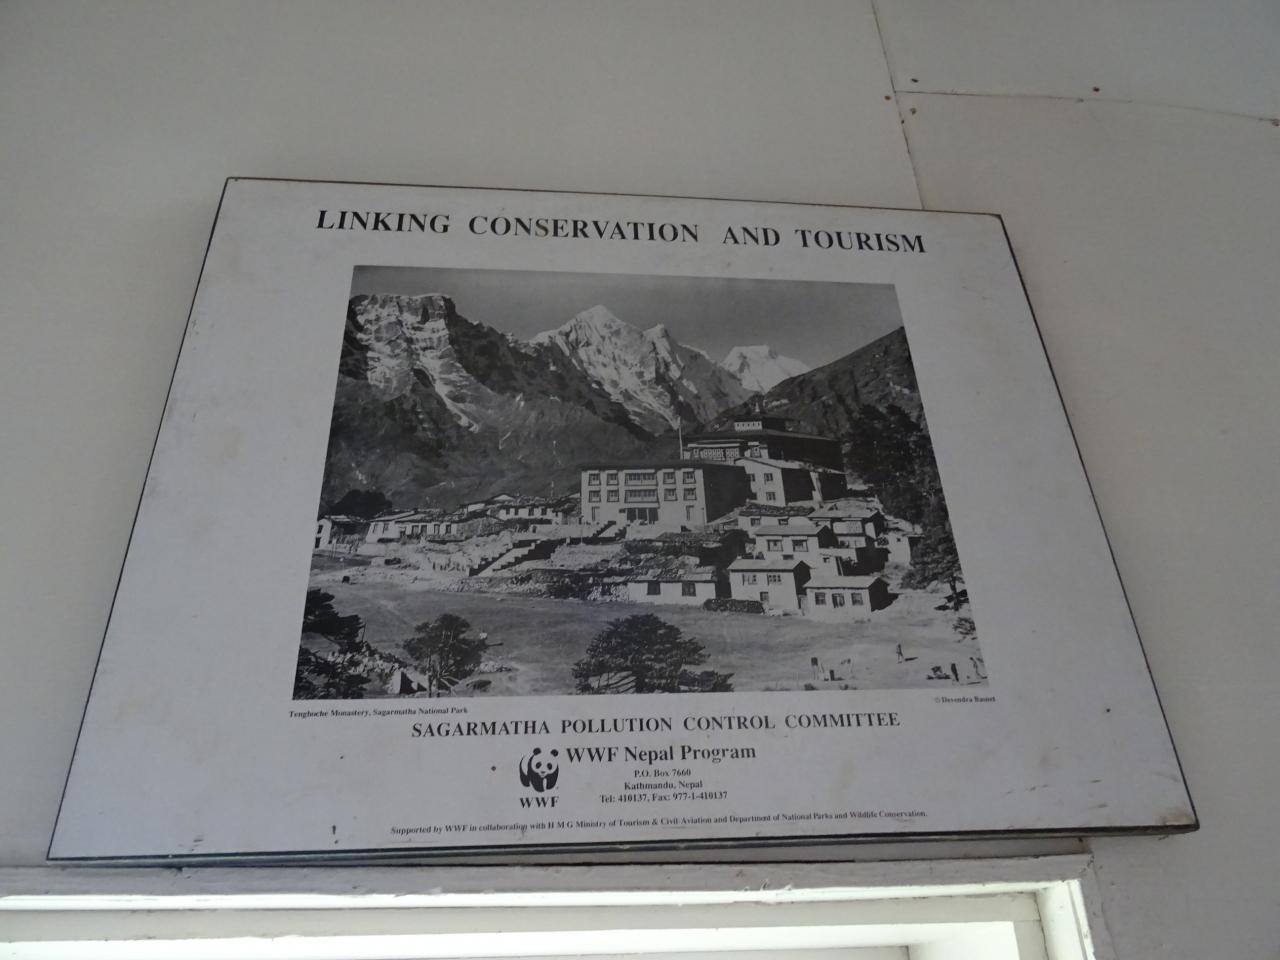 LINKING CONSERVATION AND TOURISM
Tengboche Monastery, Sagarmatha National Park
© Devendra Basnet
SAGARMATHA POLLUTION CONTROL COMMITTEE
WWF Nepal Program
P.O. Box 7660
Kathmandu, Nepal
Tel: 410137, Fax: 977-1-410137
WWF
Supported by WWF in collaboration with H M G Ministry of Tourism & Civil Aviation and Department of National Parks and Wildlife Conservation.